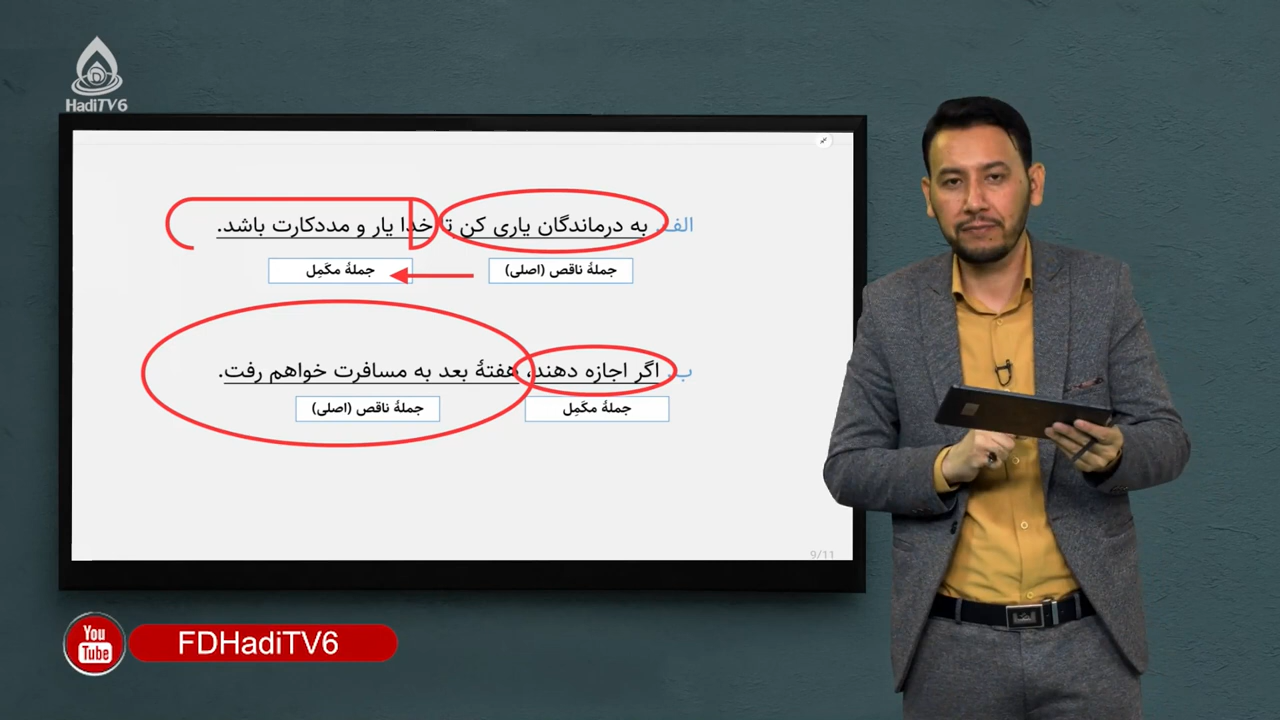 HadiTV6
الف. به درماندگان یاری کن تا خدا یار و مددکارت باشد.
جملهٔ ناقص (اصلی)
جملهٔ مکَمِل
ب. اگر اجازه دهند، هفتهٔ بعد به مسافرت خواهم رفت.
جملهٔ مکَمِل
جملهٔ ناقص (اصلی)
9/11
You
Tube
FDHadiTV6